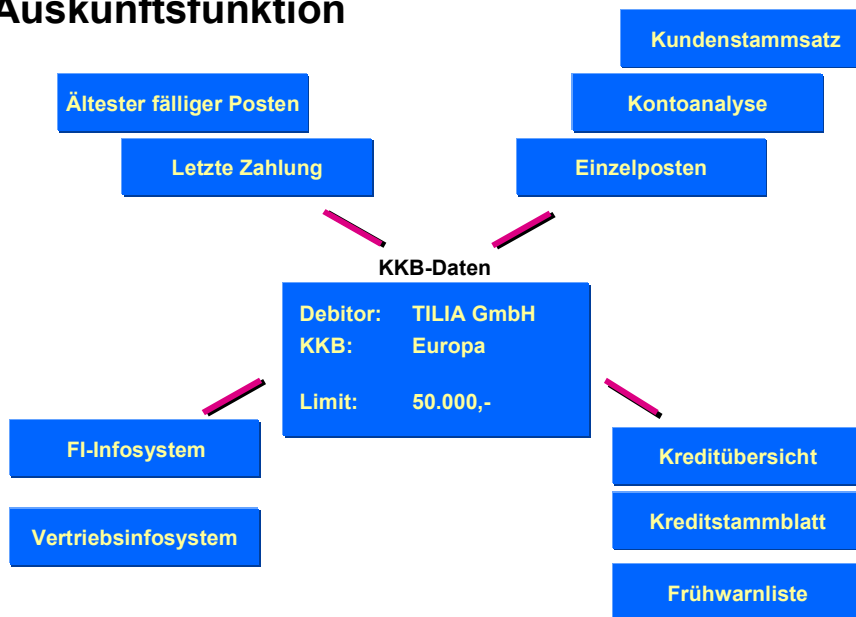 Auskunftsfunktion
Kundenstammsatz
Ältester fälliger Posten
Kontoanalyse
Letzte Zahlung
Einzelposten
KKB-Daten
Debitor: TILIA GmbH
KKB: Europa
Limit: 50.000,-
FI-Infosystem
Kreditübersicht
Vertriebsinfosystem
Kreditstammblatt
Frühwarnliste